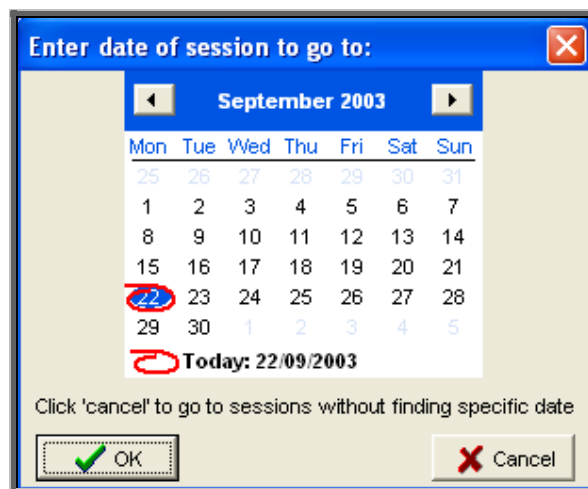 Enter date of session to go to:
September 2003
Mon Tue Wed Thu Fri Sat Sun
25 26 27 28 29 30 31
1 2 3 4 5 6 7
8 9 10 11 12 13 14
15 16 17 18 19 20 21
22 23 24 25 26 27 28
29 30 1 2 3 4 5
Today: 22/09/2003
Click 'cancel' to go to sessions without finding specific date
OK Cancel